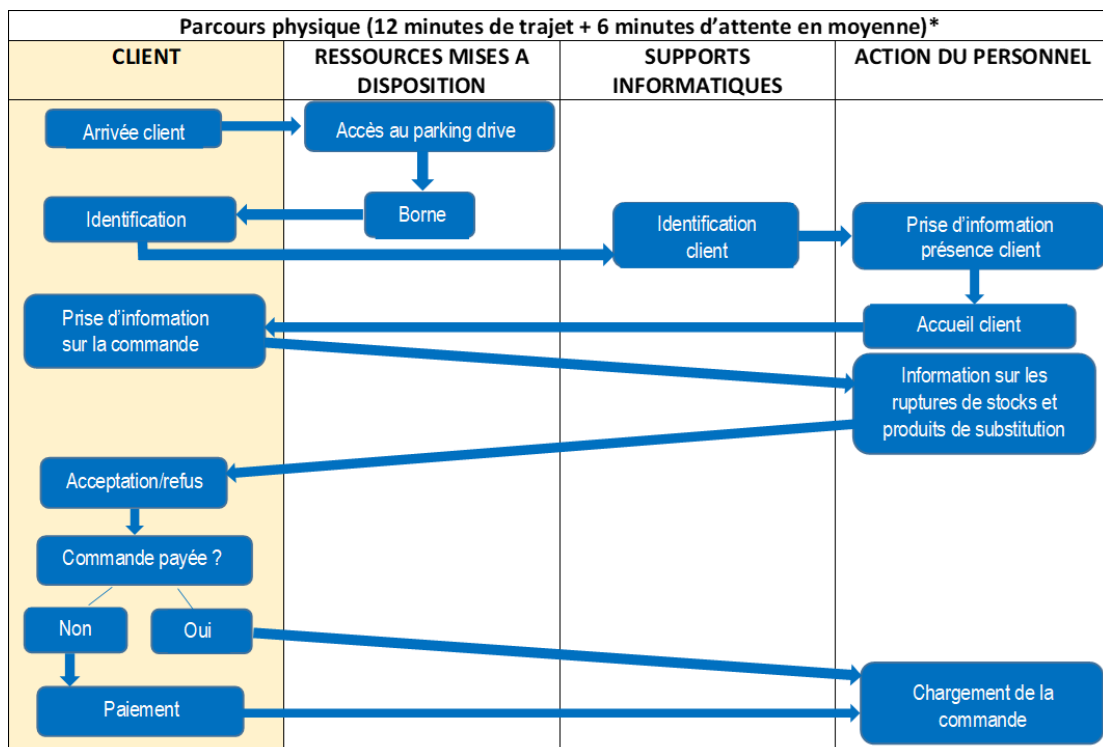 Parcours physique (12 minutes de trajet + 6 minutes d’attente en moyenne)*
CLIENT
RESSOURCES MISES A
DISPOSITION
SUPPORTS
INFORMATIQUES
ACTION DU PERSONNEL
Arrivée client
Accès au parking drive
Identification
Borne
Identification
client
Prise d’information
présence client
Prise d’information
sur la commande
Accueil client
Information sur les
ruptures de stocks et
produits de substitution
Acceptation/refus
Commande payée ?
Non
Oui
Paiement
Chargement de la
commande